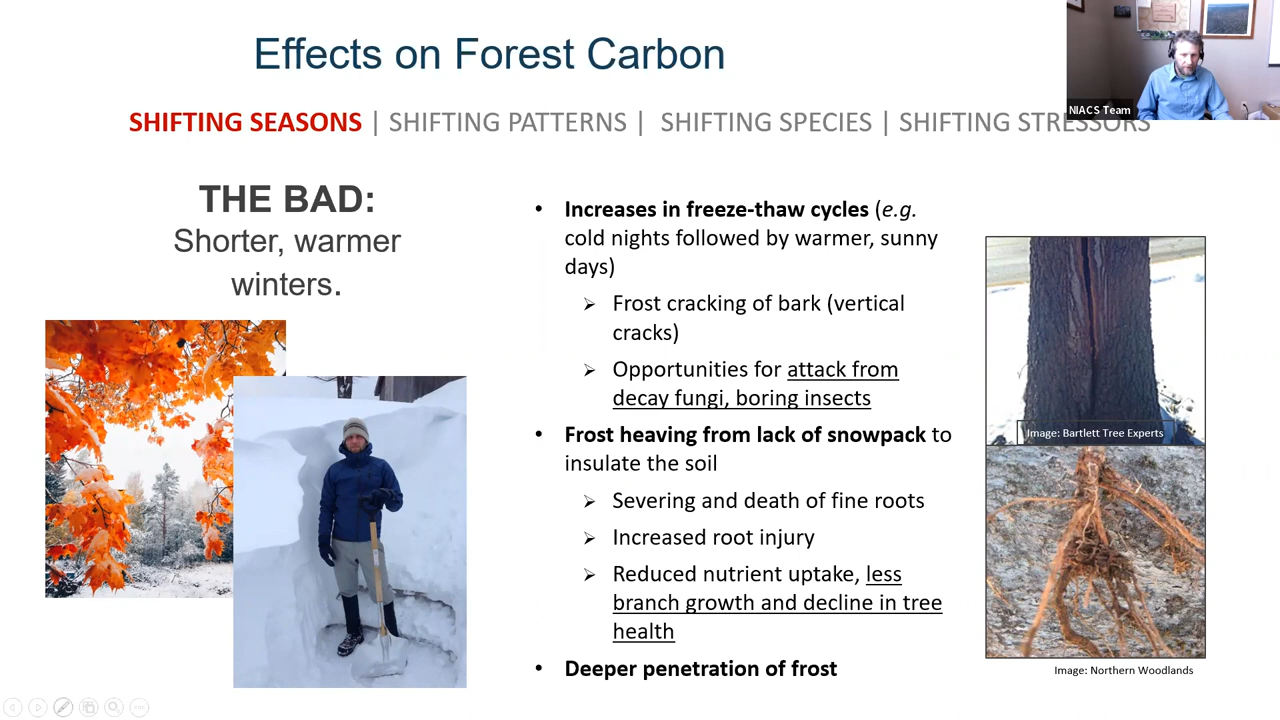 Effects on Forest Carbon
NIACS Team
SHIFTING SEASONS | SHIFTING PATTERNS | SHIFTING SPECIES | SHIFTING STRESSORS
THE BAD:
Shorter, warmer
winters.
• Increases in freeze-thaw cycles (e.g.
cold nights followed by warmer, sunny
days)
➢ Frost cracking of bark (vertical
cracks)
➢ Opportunities for attack from
decay fungi, boring insects
• Frost heaving from lack of snowpack to
insulate the soil
➢ Severing and death of fine roots
➢ Increased root injury
➢ Reduced nutrient uptake, less
branch growth and decline in tree
health
• Deeper penetration of frost
Image: Bartlett Tree Experts
Image: Northern Woodlands